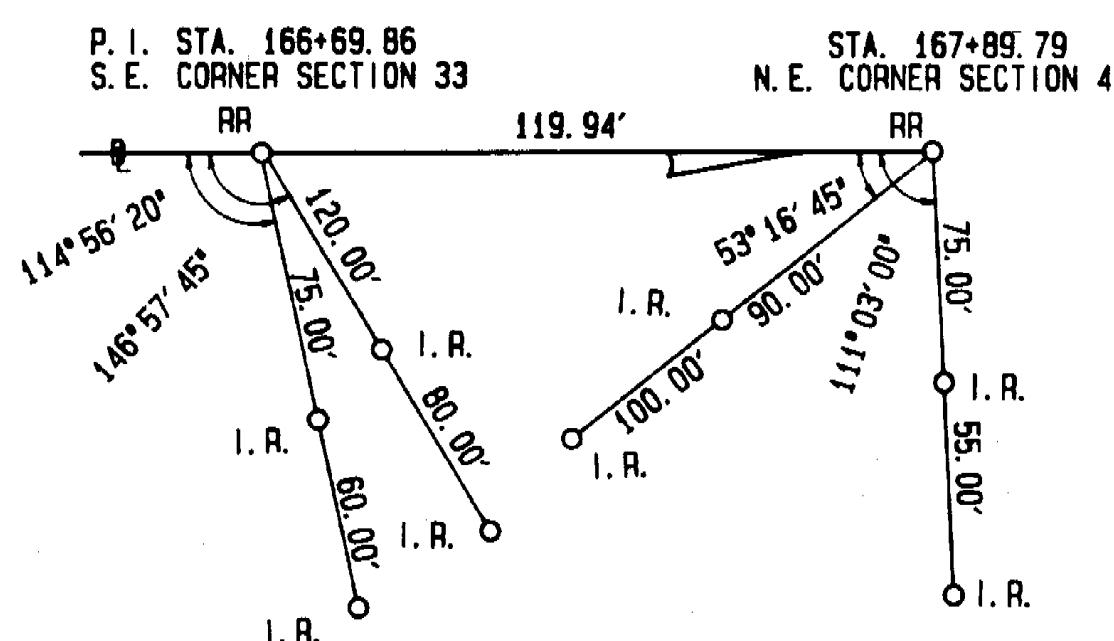 P. I. STA. 166+69.86
S. E. CORNER SECTION 33
STA. 167+89.79
N. E. CORNER SECTION 4
RR
119.94'
RR
114° 56' 20"
146° 57' 45"
120.00'
75.00'
I. R.
80.00'
I. R.
60.00'
I. R.
I. R.
53° 16' 45"
90.00'
I. R.
100.00'
I. R.
111° 03' 00"
75.00'
I. R.
55.00'
I. R.